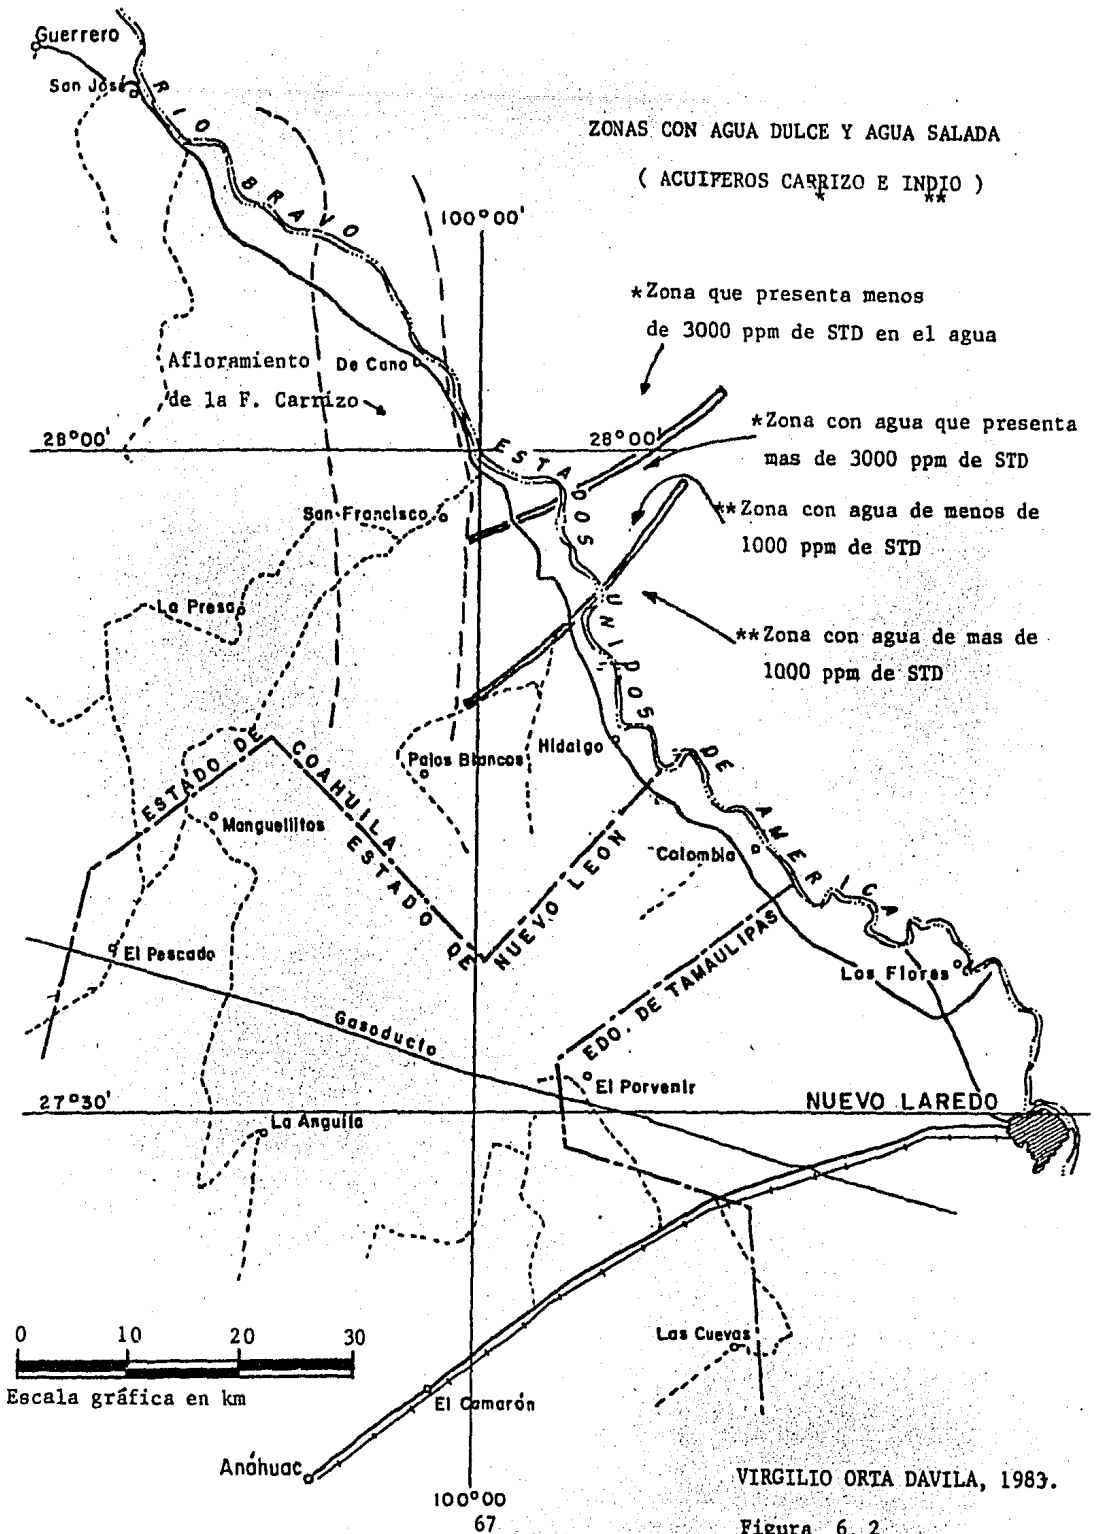 Guerrero
San José
RIO BRAVO
ZONAS CON AGUA DULCE Y AGUA SALADA
( ACUIFEROS CARRIZO E INDIO )
* **
100°00'
*Zona que presenta menos
de 3000 ppm de STD en el agua
Afloramiento
de la F. Carrizo
De Cano
28°00'
28°00'
*Zona con agua que presenta
mas de 3000 ppm de STD
ESTADOS UNIDOS DE AMERICA
San Francisco
**Zona con agua de menos de
1000 ppm de STD
La Presa
**Zona con agua de mas de
1000 ppm de STD
Hidalgo
Palos Blancos
ESTADO DE COAHUILA
Manguellitos
ESTADO DE NUEVO LEON
Colombia
El Pescado
EDO. DE TAMAULIPAS
Los Flores
Gasoducto
El Porvenir
27°30'
NUEVO LAREDO
La Anguila
0 10 20 30
Escala gráfica en km
Las Cuevas
El Camarón
Anáhuac
VIRGILIO ORTA DAVILA, 1983.
100°00
67
Figura 6.2